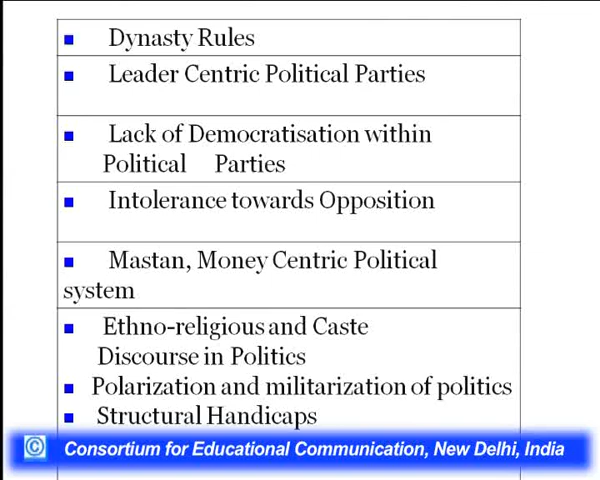 Dynasty Rules
Leader Centric Political Parties
Lack of Democratisation within
Political Parties
Intolerance towards Opposition
Mastan, Money Centric Political
system
Ethno-religious and Caste
Discourse in Politics
Polarization and militarization of politics
Structural Handicaps
© Consortium for Educational Communication, New Delhi, India